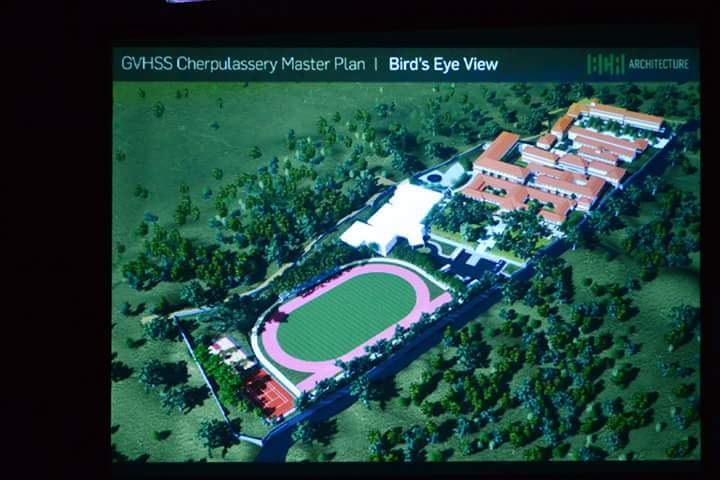 GVHSS Cherpulassery Master Plan | Bird's Eye View
ARCHITECTURE